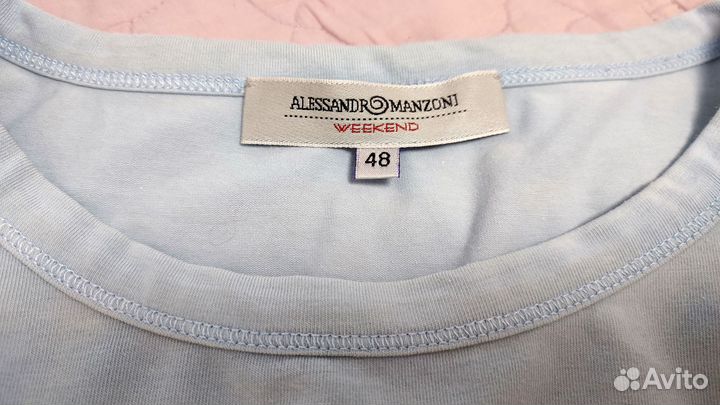 ALESSANDRO MANZONI
WEEKEND
48
Avito